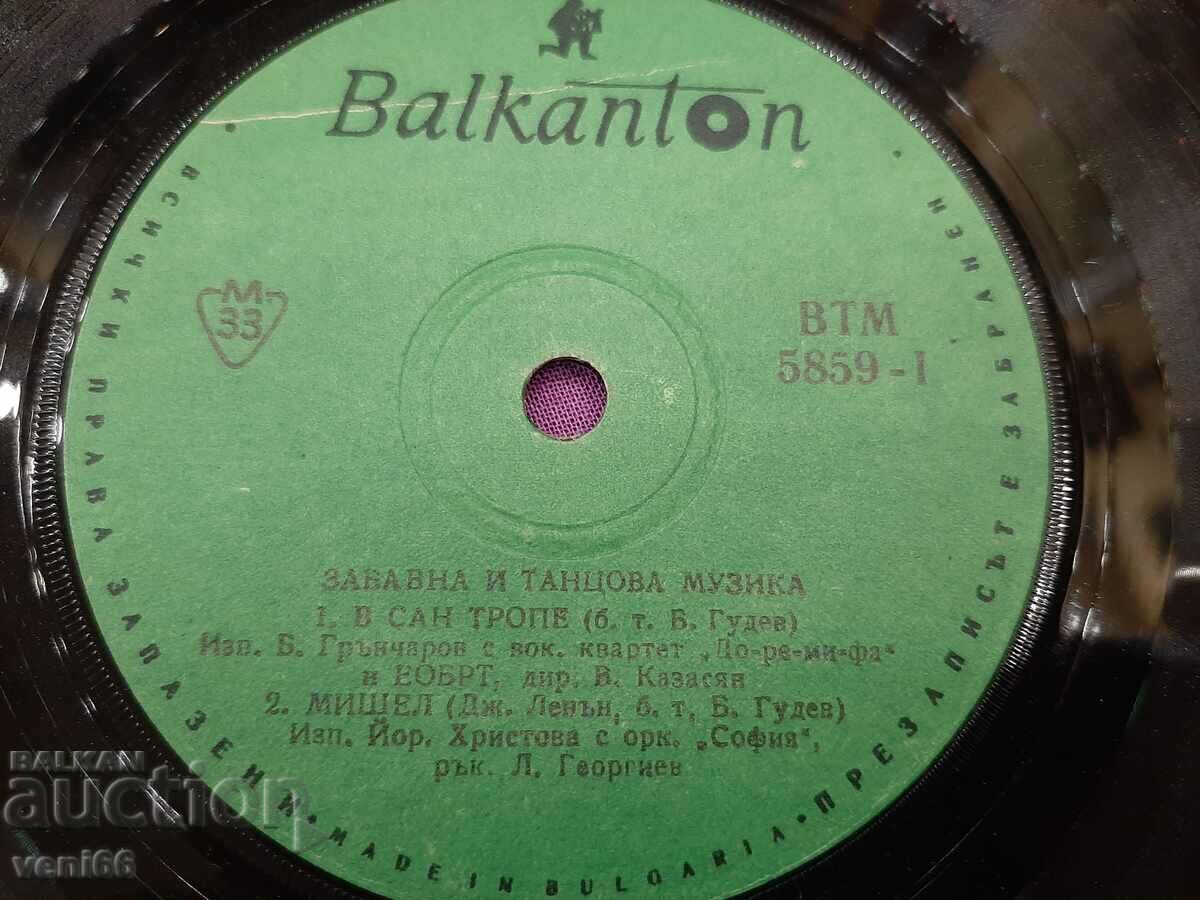 Balkanton
M
33
ВТМ
5859-I
ЗАБАВНА И ТАНЦОВА МУЗИКА
1. В САН ТРОПЕ (б. т. Б. Гудев)
Изп. Б. Грънчаров с вок. квартет „До-ре-ми-фа“
и ЕОБРТ, дир. В. Казасян
2. МИШЕЛ (Дж. Ленън, б. т, Б. Гудев)
Изп. Йор. Христова с орк. „София“,
рък. Л. Георгиев
ВСИЧКИ ПРАВА ЗАПАЗЕНИ • MADE IN BULGARIA • ПРЕЗАПИСЪТ Е ЗАБРАНЕН
BALKAN
auction
veni66